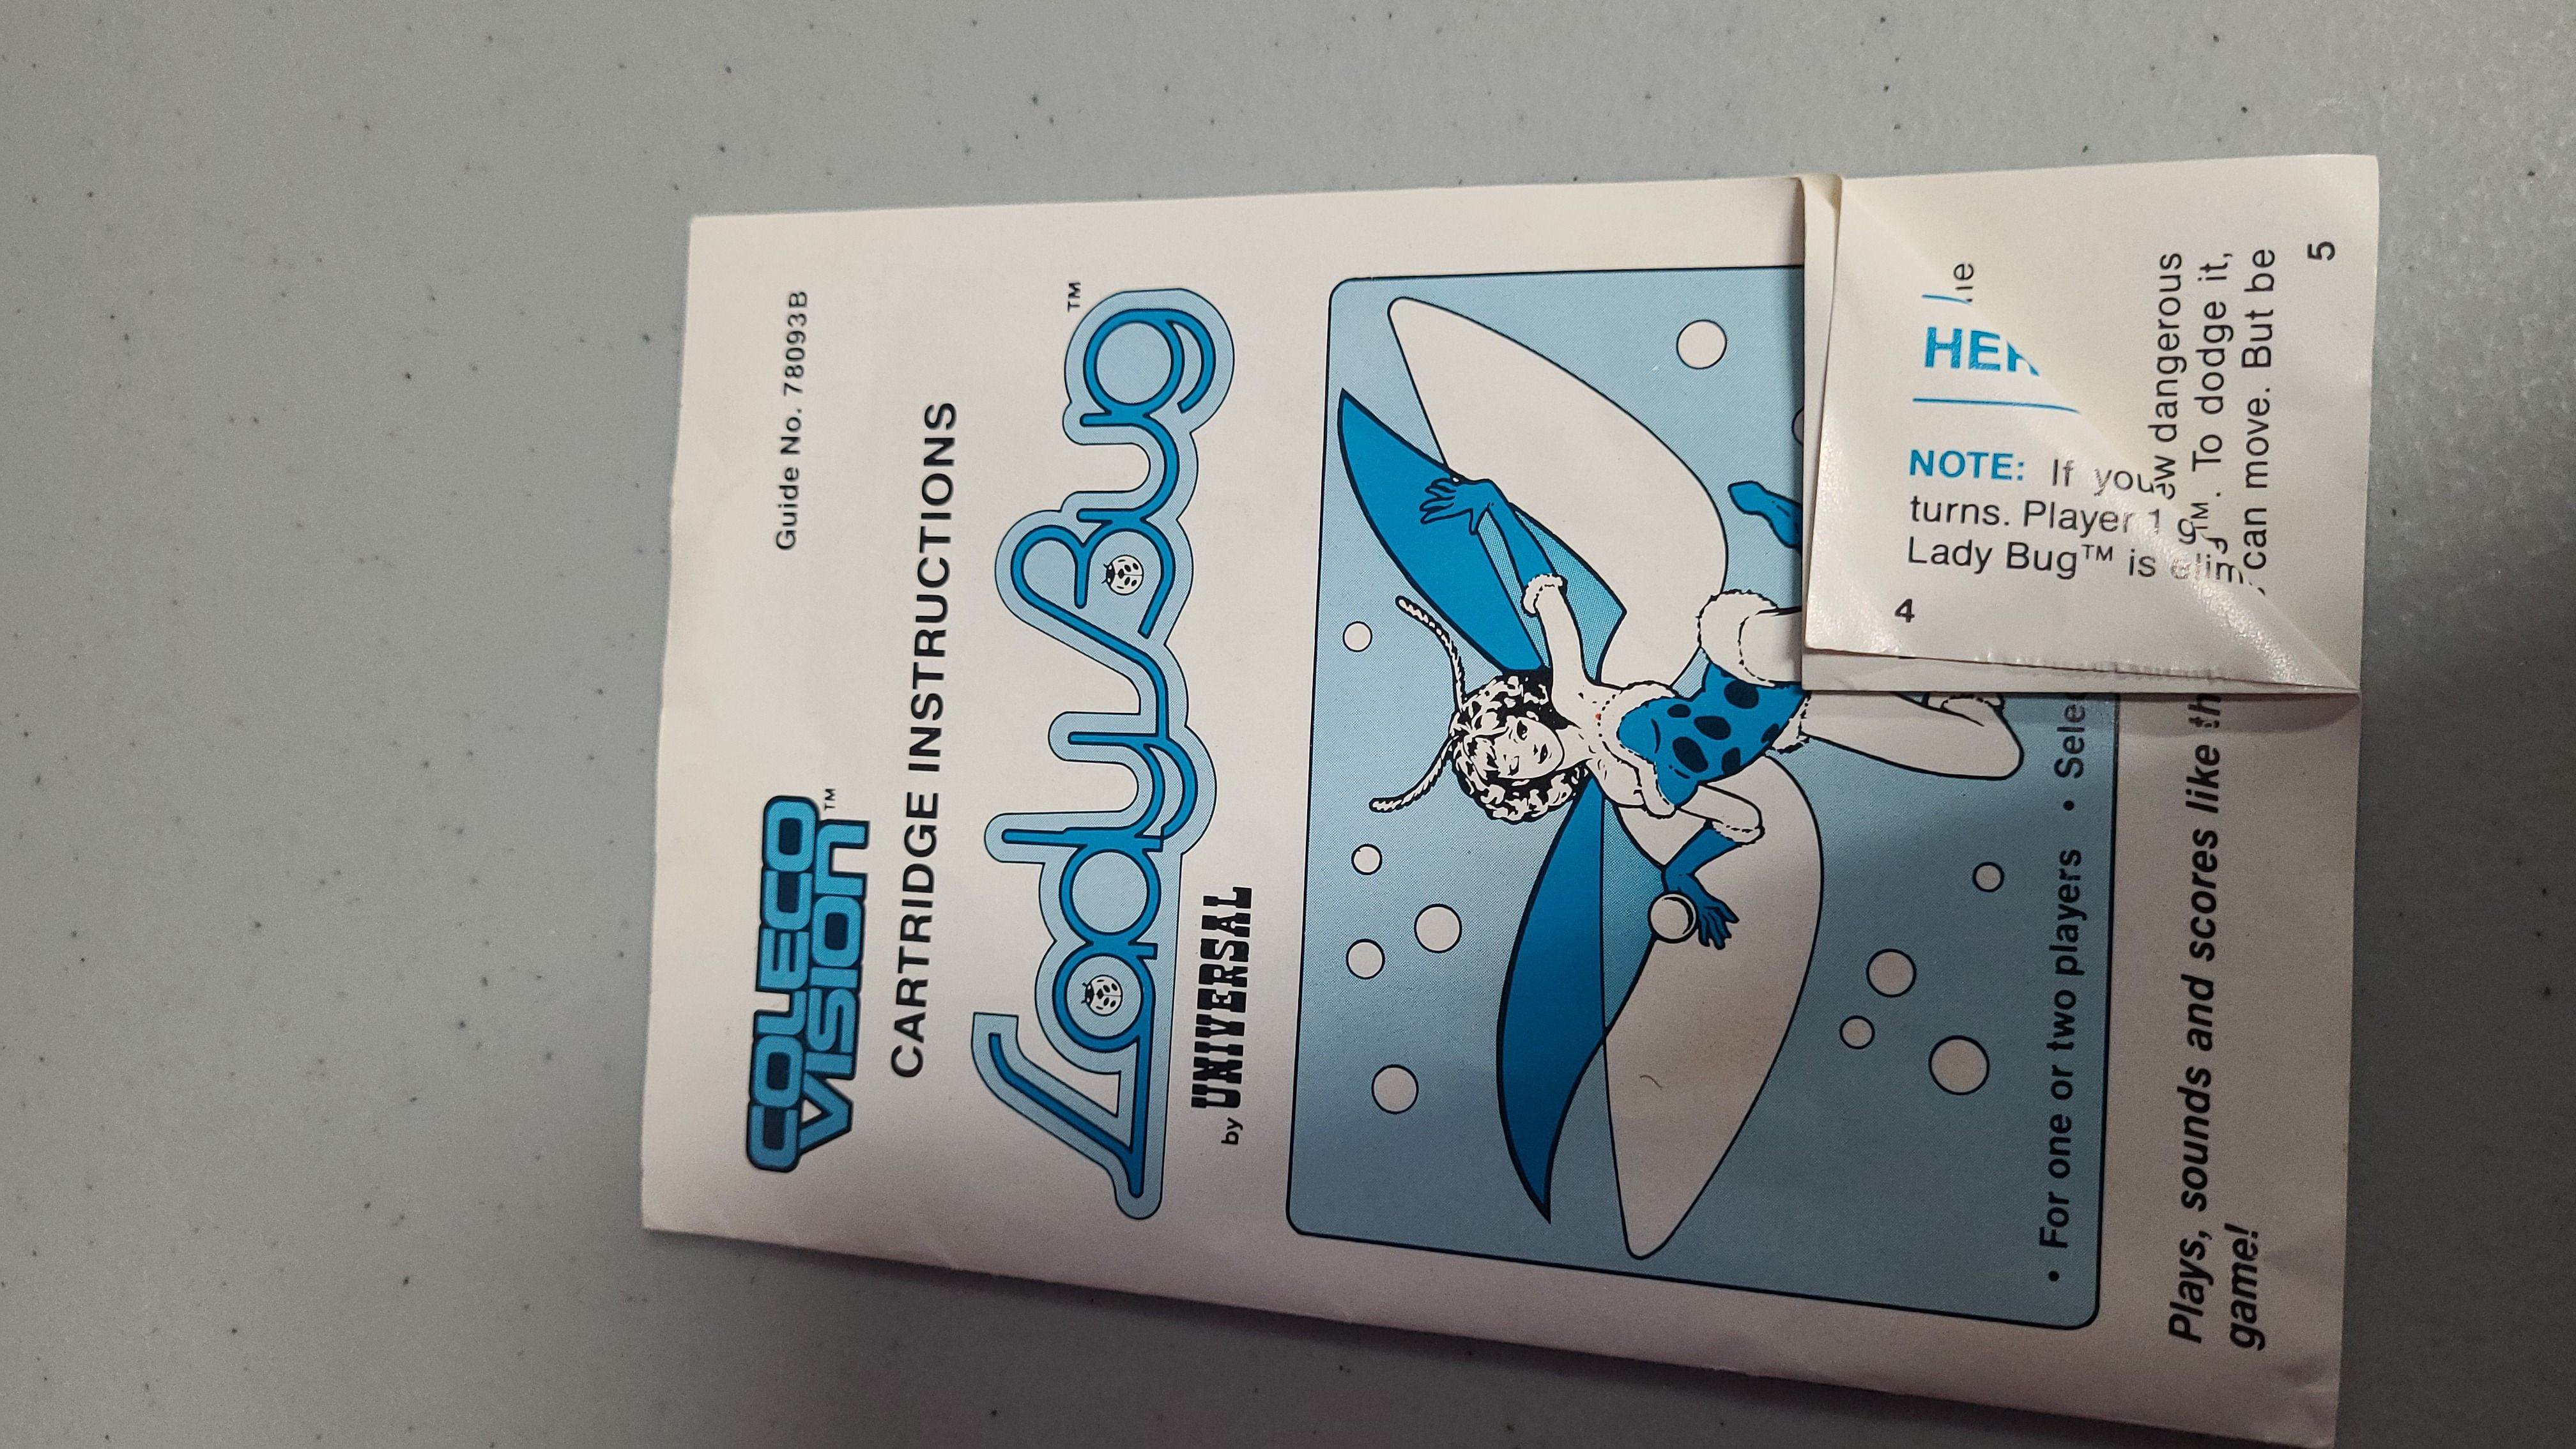 Guide No. 78093B
COLECO
VISION™
CARTRIDGE INSTRUCTIONS
Lady Bug™
by UNIVERSAL
• For one or two players •
Plays, sounds and scores like
game!
NOTE: If you
turns. Player 1
Lady Bug™ is
4
dangerous
To dodge it,
can move. But be
5